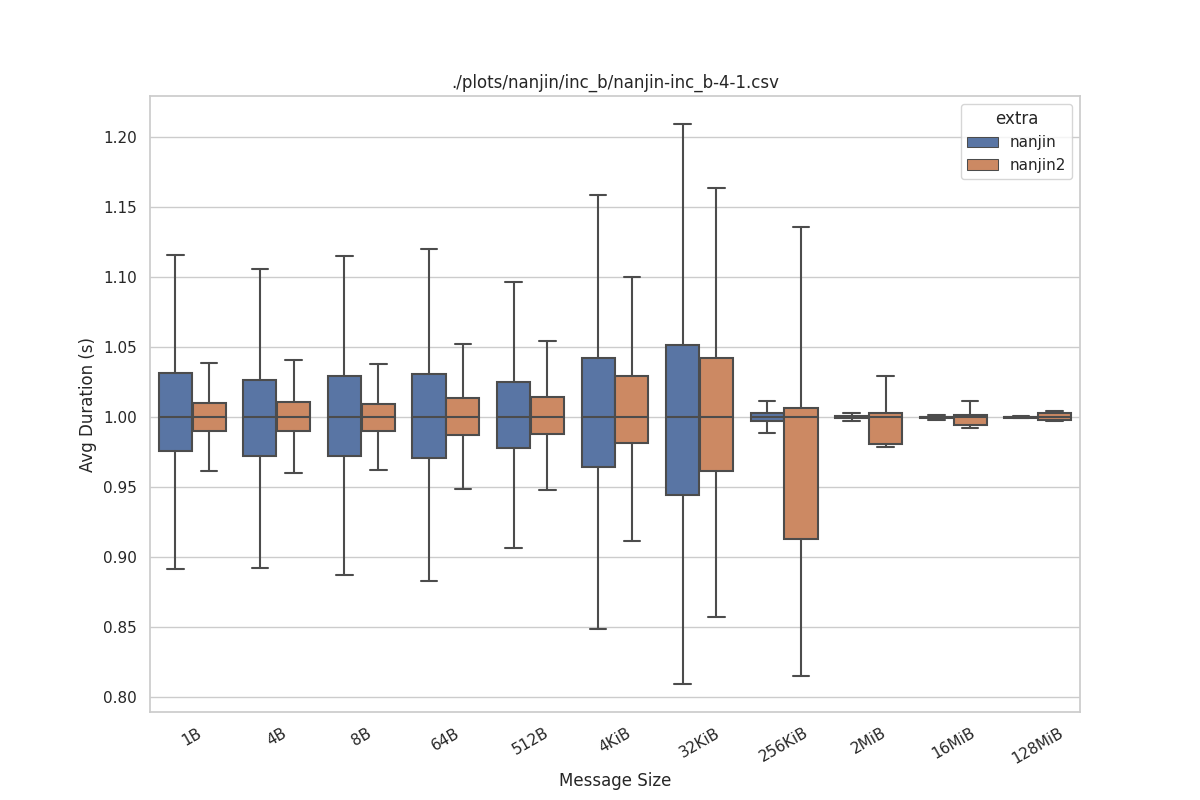 ./plots/nanjin/inc_b/nanjin-inc_b-4-1.csv
extra
nanjin
nanjin2
Avg Duration (s)
1.20
1.15
1.10
1.05
1.00
0.95
0.90
0.85
0.80
1B 4B 8B 64B 512B 4KiB 32KiB 256KiB 2MiB 16MiB 128MiB
Message Size